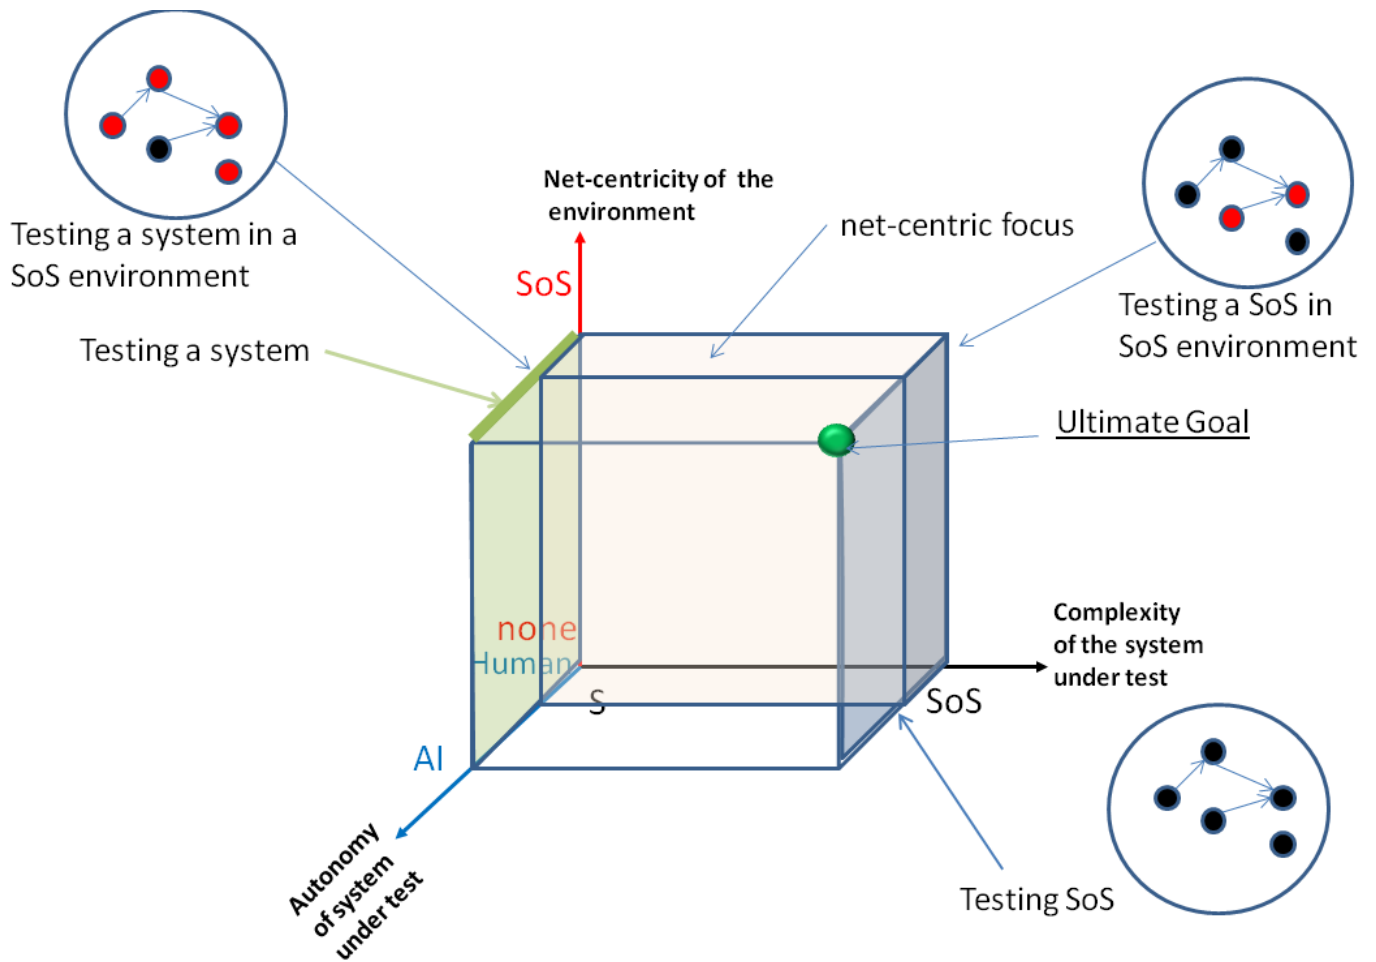 Testing a system in a
SoS environment
Testing a system
Net-centricity of the
environment
SoS
net-centric focus
Testing a SoS in
SoS environment
Ultimate Goal
none
Human
S
SoS
Complexity
of the system
under test
AI
Autonomy
of system
under test
Testing SoS